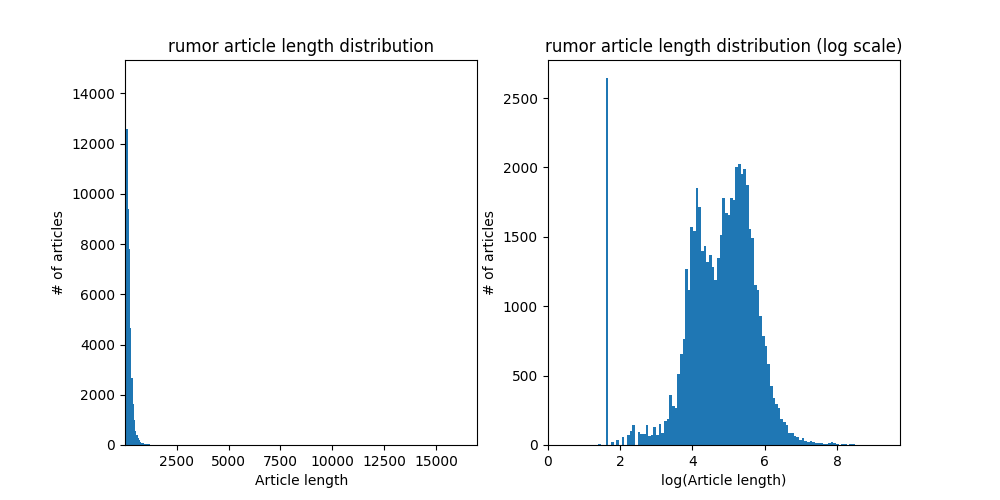 rumor article length distribution
14000
12000
10000
8000
6000
4000
2000
0
# of articles
2500 5000 7500 10000 12500 15000
Article length
rumor article length distribution (log scale)
2500
2000
1500
1000
500
0
# of articles
0 2 4 6 8
log(Article length)